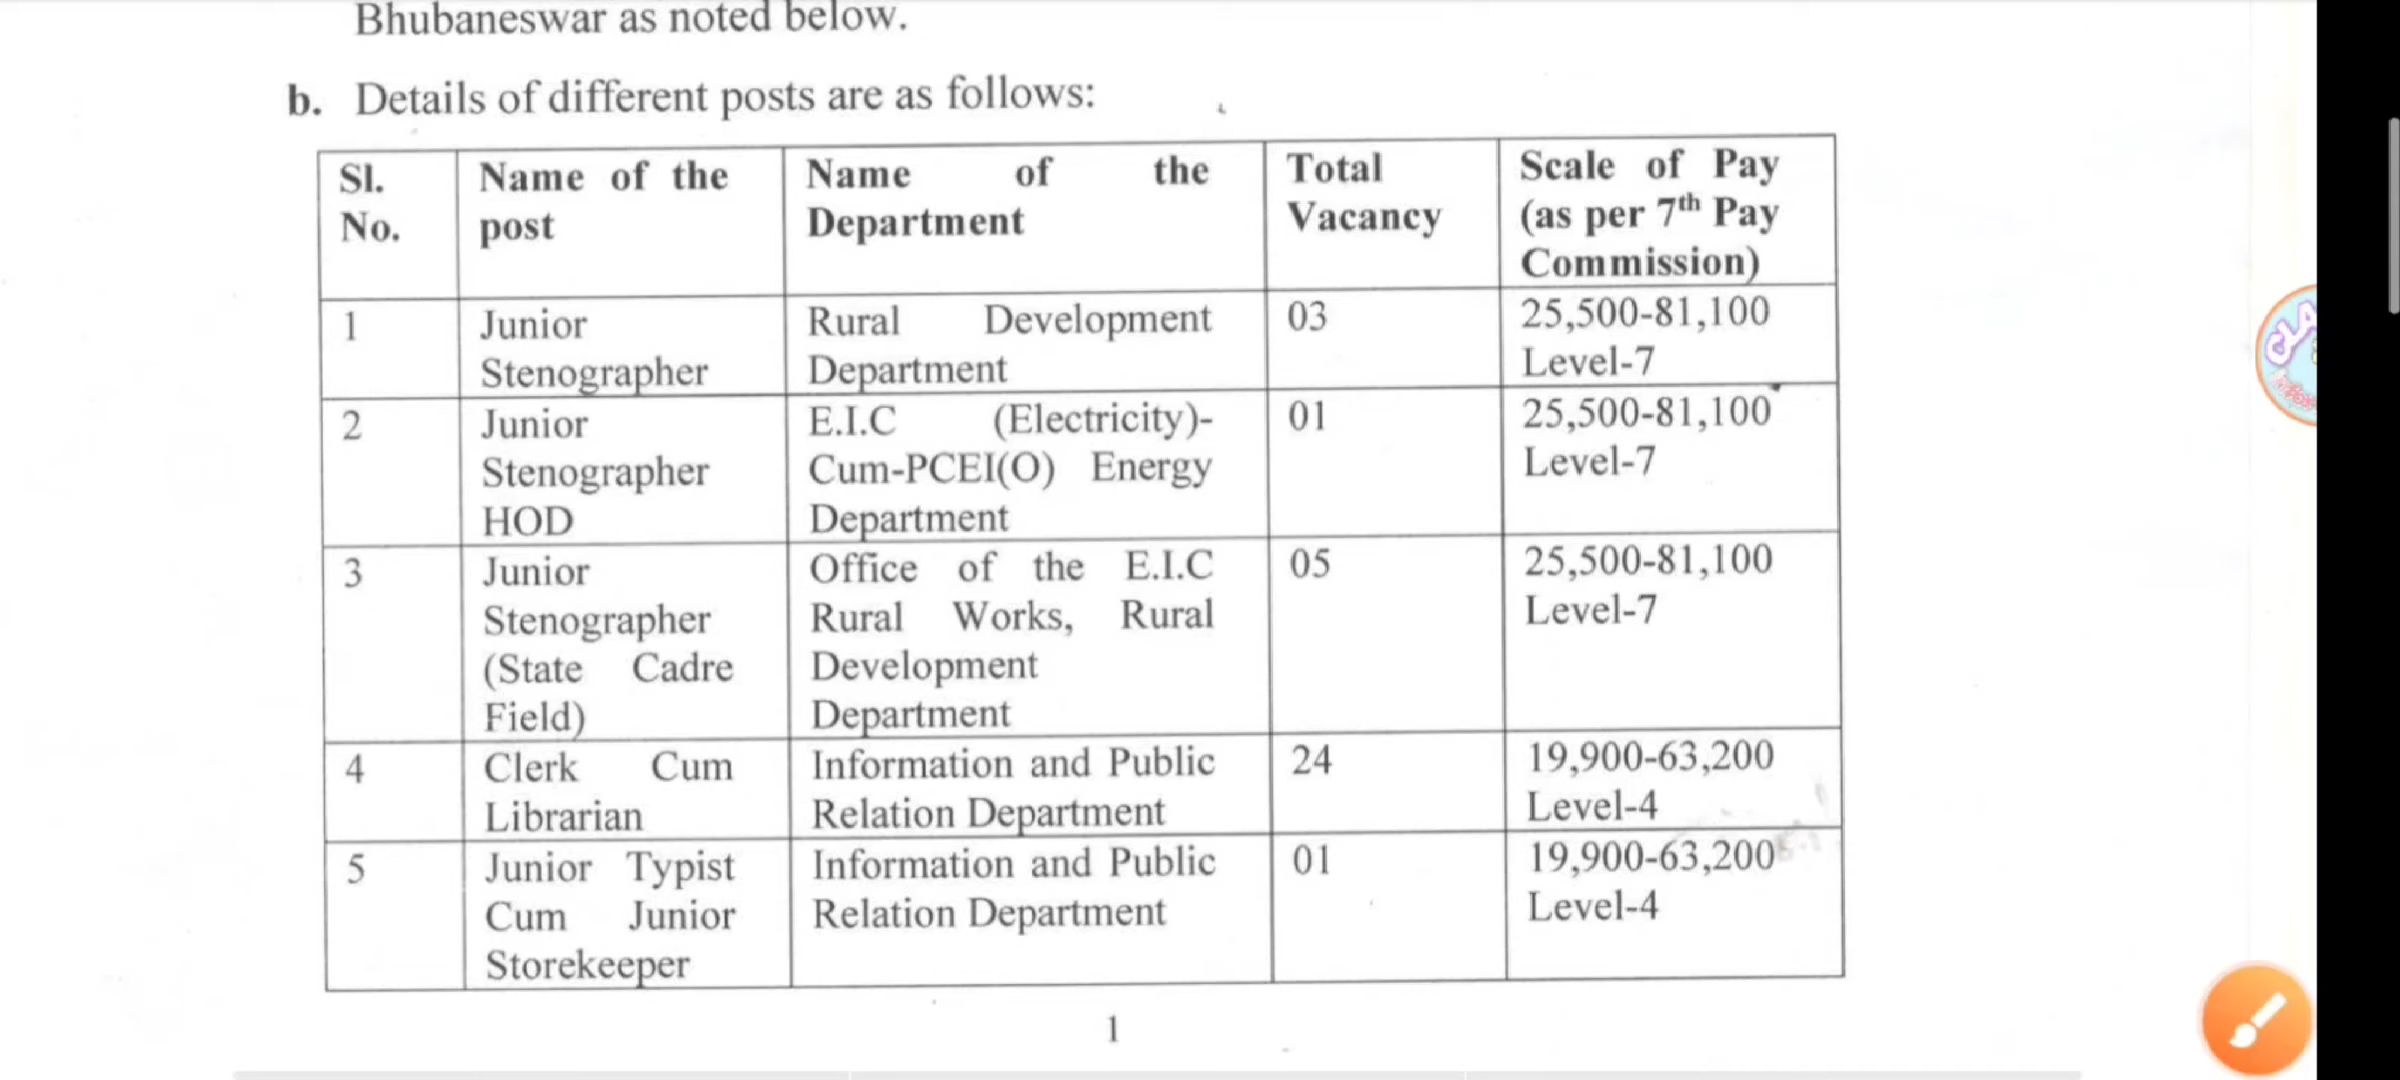 Bhubaneswar as noted below.
b. Details of different posts are as follows:
Sl. No. | Name of the post | Name of the Department | Total Vacancy | Scale of Pay (as per 7th Pay Commission)
1 | Junior Stenographer | Rural Development Department | 03 | 25,500-81,100 Level-7
2 | Junior Stenographer HOD | E.I.C (Electricity)-Cum-PCEI(O) Energy Department | 01 | 25,500-81,100 Level-7
3 | Junior Stenographer (State Cadre Field) | Office of the E.I.C Rural Works, Rural Development Department | 05 | 25,500-81,100 Level-7
4 | Clerk Cum Librarian | Information and Public Relation Department | 24 | 19,900-63,200 Level-4
5 | Junior Typist Cum Junior Storekeeper | Information and Public Relation Department | 01 | 19,900-63,200 Level-4
1